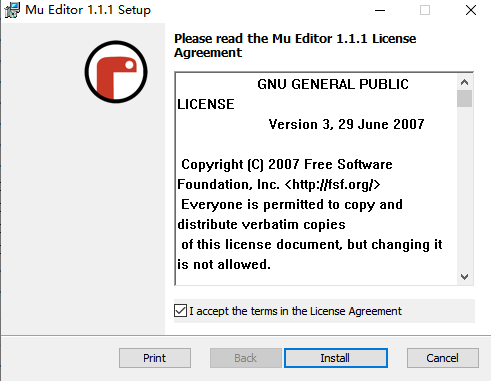 Mu Editor 1.1.1 Setup
Please read the Mu Editor 1.1.1 License
Agreement
GNU GENERAL PUBLIC
LICENSE
Version 3, 29 June 2007
Copyright (C) 2007 Free Software
Foundation, Inc. <http://fsf.org/>
Everyone is permitted to copy and
distribute verbatim copies
of this license document, but changing it
is not allowed.
I accept the terms in the License Agreement
Print
Back
Install
Cancel